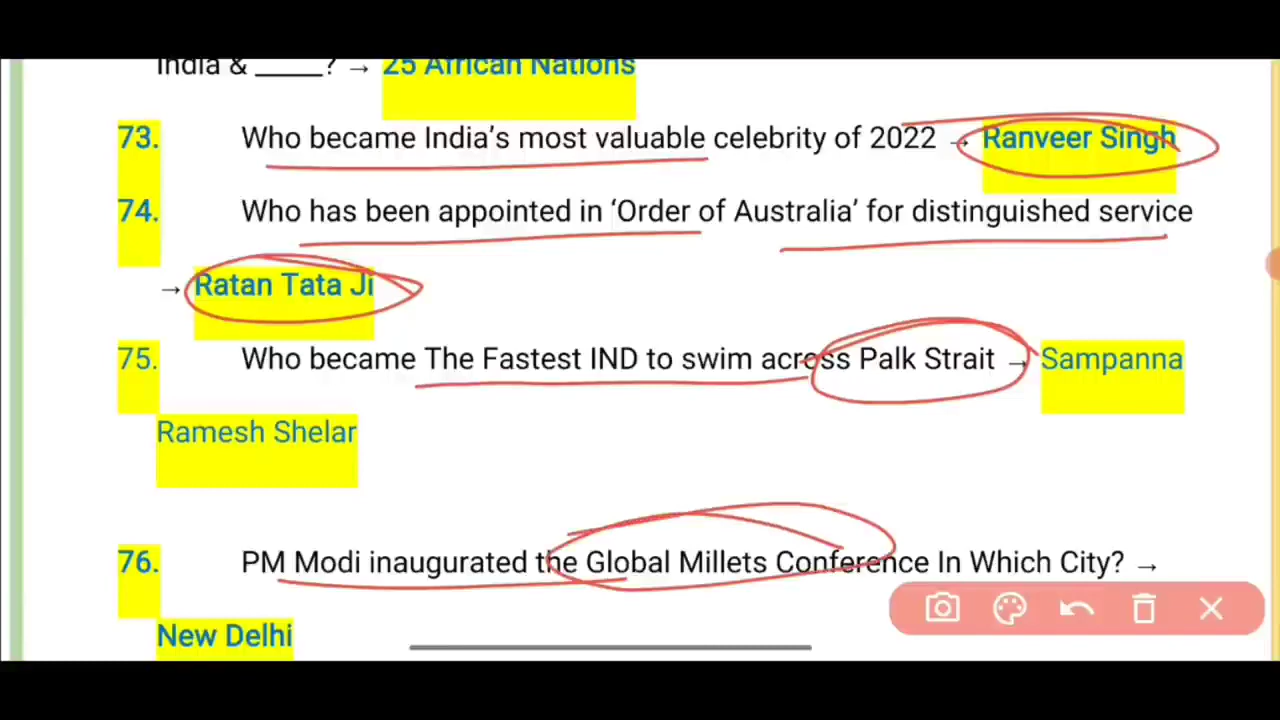 India & _____? → 25 African Nations
73. Who became India’s most valuable celebrity of 2022 → Ranveer Singh
74. Who has been appointed in ‘Order of Australia’ for distinguished service
→ Ratan Tata Ji
75. Who became The Fastest IND to swim across Palk Strait → Sampanna
Ramesh Shelar
76. PM Modi inaugurated the Global Millets Conference In Which City? →
New Delhi